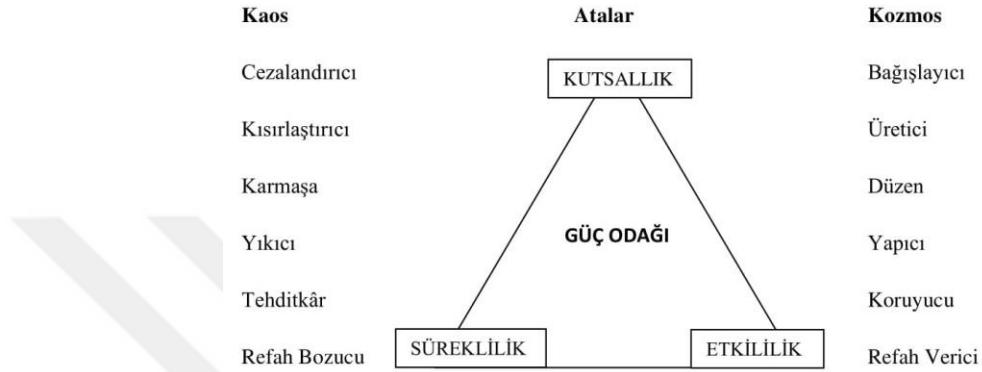 Kaos Atalar Kozmos
Cezalandırıcı KUTSALLIK Bağışlayıcı
Kısırlaştırıcı Üretici
Karmaşa Düzen
Yıkıcı GÜÇ ODAĞI Yapıcı
Tehditkâr Koruyucu
Refah Bozucu SÜREKLİLİK ETKİLİLİK Refah Verici